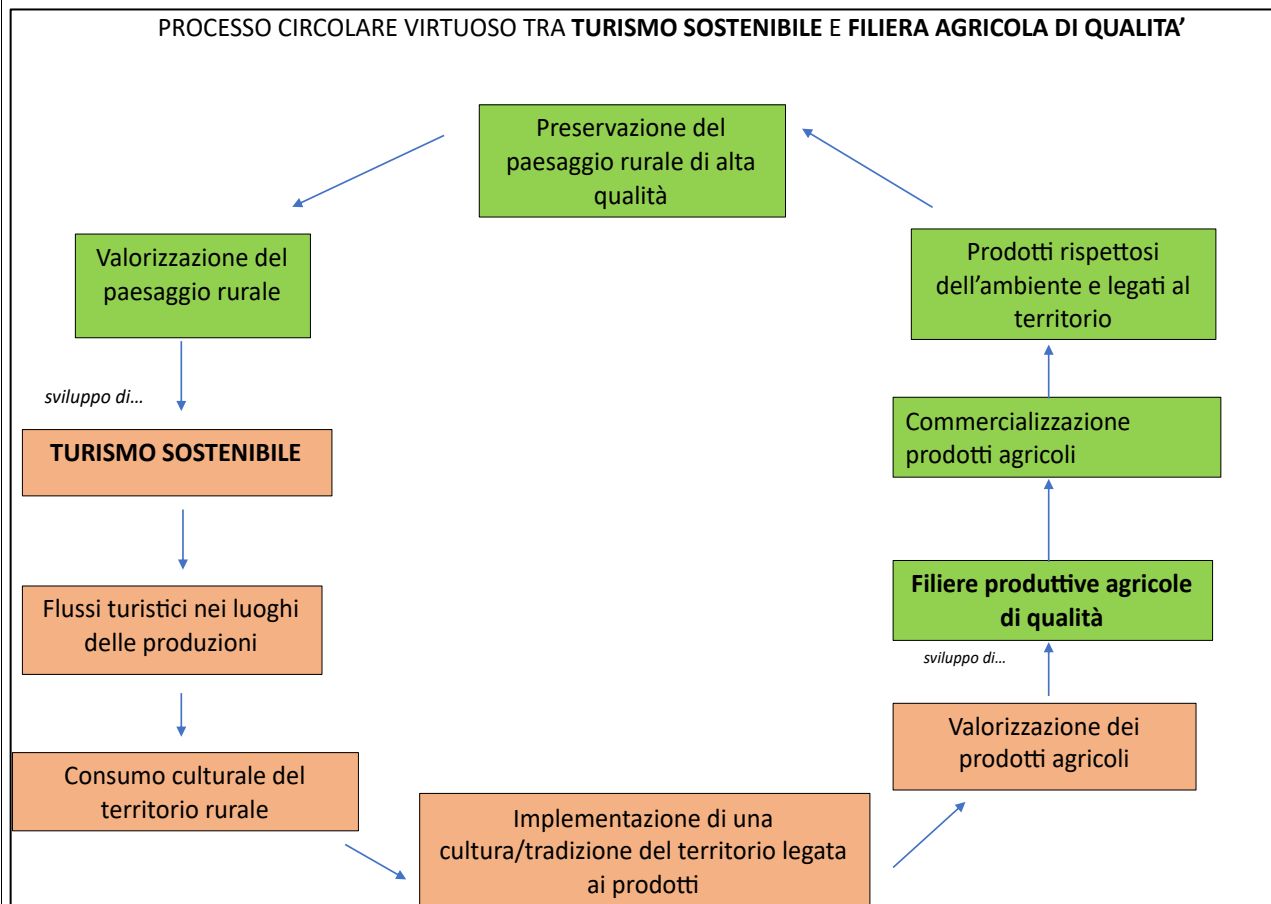 PROCESSO CIRCOLARE VIRTUOSO TRA TURISMO SOSTENIBILE E FILIERA AGRICOLA DI QUALITA’
Preservazione del
paesaggio rurale di alta
qualità
Valorizzazione del
paesaggio rurale
Prodotti rispettosi
dell’ambiente e legati al
territorio
sviluppo di…
Commercializzazione
prodotti agricoli
TURISMO SOSTENIBILE
Filiere produttive agricole
di qualità
Flussi turistici nei luoghi
delle produzioni
sviluppo di…
Valorizzazione dei
prodotti agricoli
Consumo culturale del
territorio rurale
Implementazione di una
cultura/tradizione del territorio legata
ai prodotti